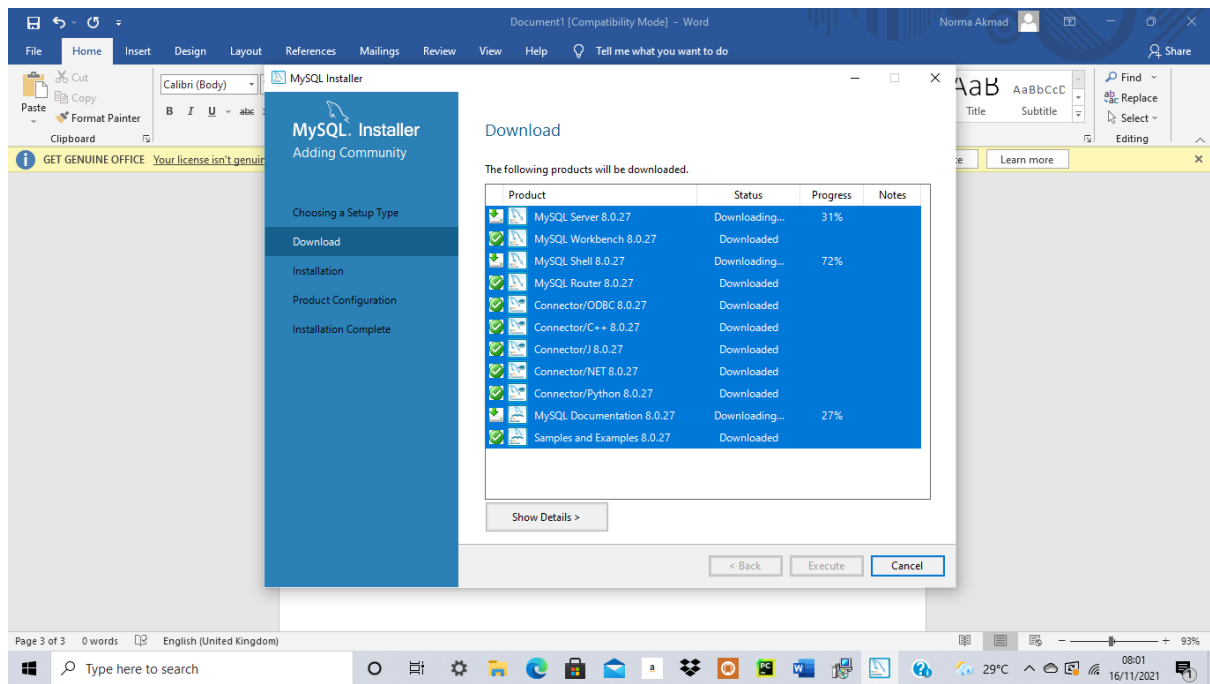 Document1 [Compatibility Mode] - Word
Norma Akmad
File Home Insert Design Layout References Mailings Review View Help Tell me what you want to do Share
Paste
Cut
Copy
Format Painter
Clipboard
Calibri (Body)
B I U abc
AaB AaBbCcD
Title Subtitle
Find
Replace
Select
Editing
GET GENUINE OFFICE Your license isn't genuin
Learn more
MySQL Installer
MySQL. Installer
Adding Community
Choosing a Setup Type
Download
Installation
Product Configuration
Installation Complete
Download
The following products will be downloaded.
Product Status Progress Notes
MySQL Server 8.0.27 Downloading... 31%
MySQL Workbench 8.0.27 Downloaded
MySQL Shell 8.0.27 Downloading... 72%
MySQL Router 8.0.27 Downloaded
Connector/ODBC 8.0.27 Downloaded
Connector/C++ 8.0.27 Downloaded
Connector/J 8.0.27 Downloaded
Connector/NET 8.0.27 Downloaded
Connector/Python 8.0.27 Downloaded
MySQL Documentation 8.0.27 Downloading... 27%
Samples and Examples 8.0.27 Downloaded
Show Details >
< Back Execute Cancel
Page 3 of 3 0 words English (United Kingdom) 93%
Type here to search
29°C
08:01
16/11/2021